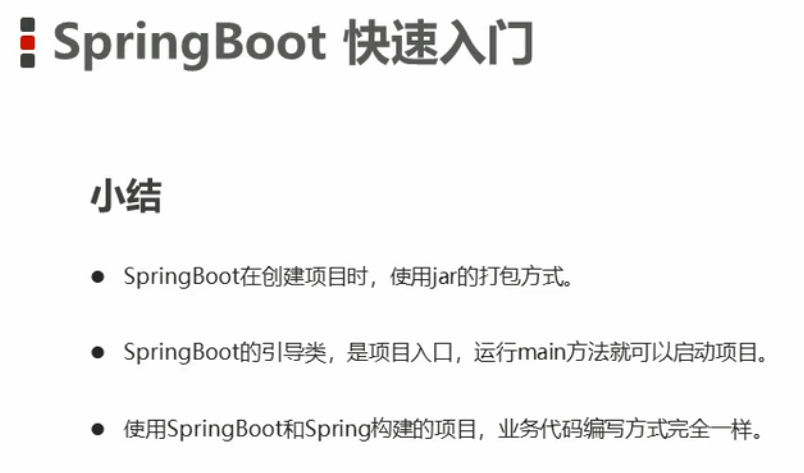 SpringBoot 快速入门
小结
● SpringBoot在创建项目时，使用jar的打包方式。
● SpringBoot的引导类，是项目入口，运行main方法就可以启动项目。
● 使用SpringBoot和Spring构建的项目，业务代码编写方式完全一样。